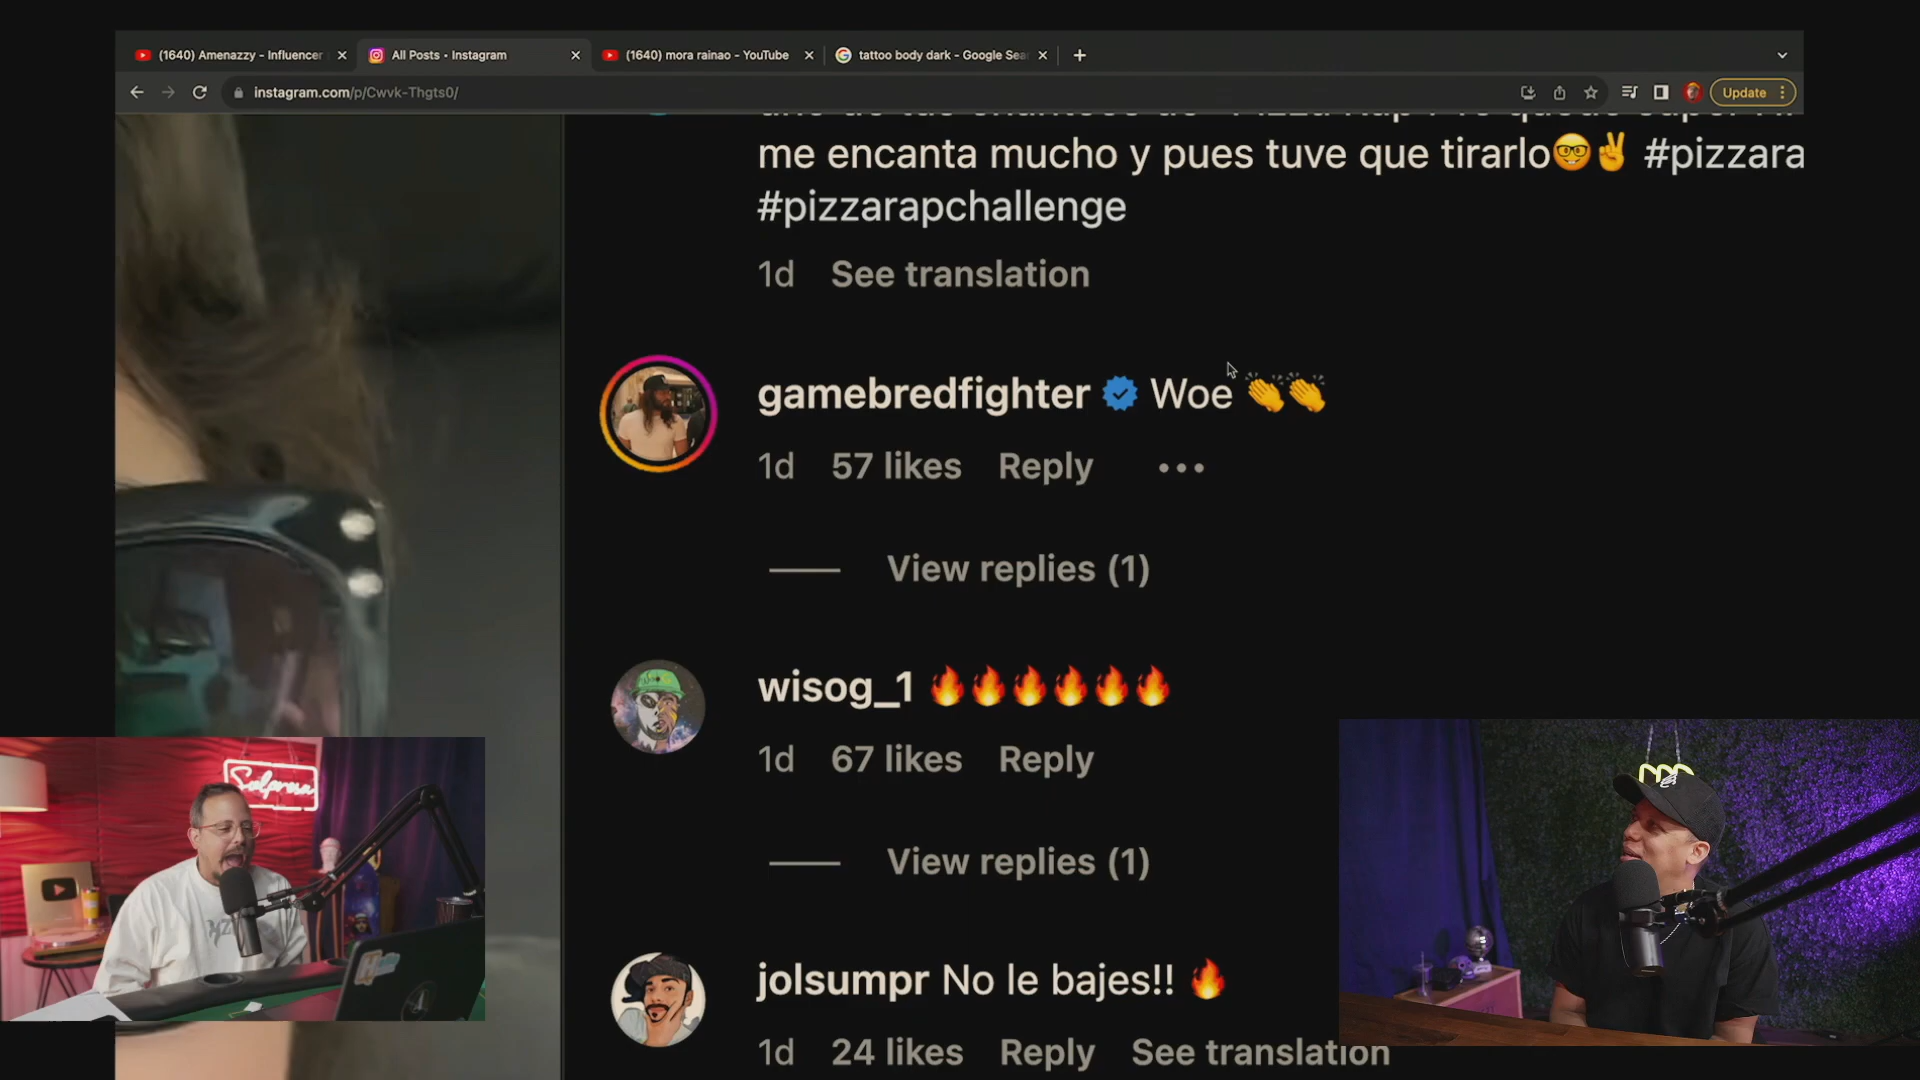 (1640) Amenazzy - Influencer
All Posts • Instagram
(1640) mora rainao - YouTube
tattoo body dark - Google Sea
instagram.com/p/Cwvk-Thgts0/
Update
me encanta mucho y pues tuve que tirarlo🤓✌️ #pizzara
#pizzarapchallenge
1d See translation
gamebredfighter Woe 👏👏
1d 57 likes Reply
View replies (1)
wisog_1 🔥🔥🔥🔥🔥🔥
1d 67 likes Reply
View replies (1)
jolsumpr No le bajes!! 🔥
1d 24 likes Reply See translation